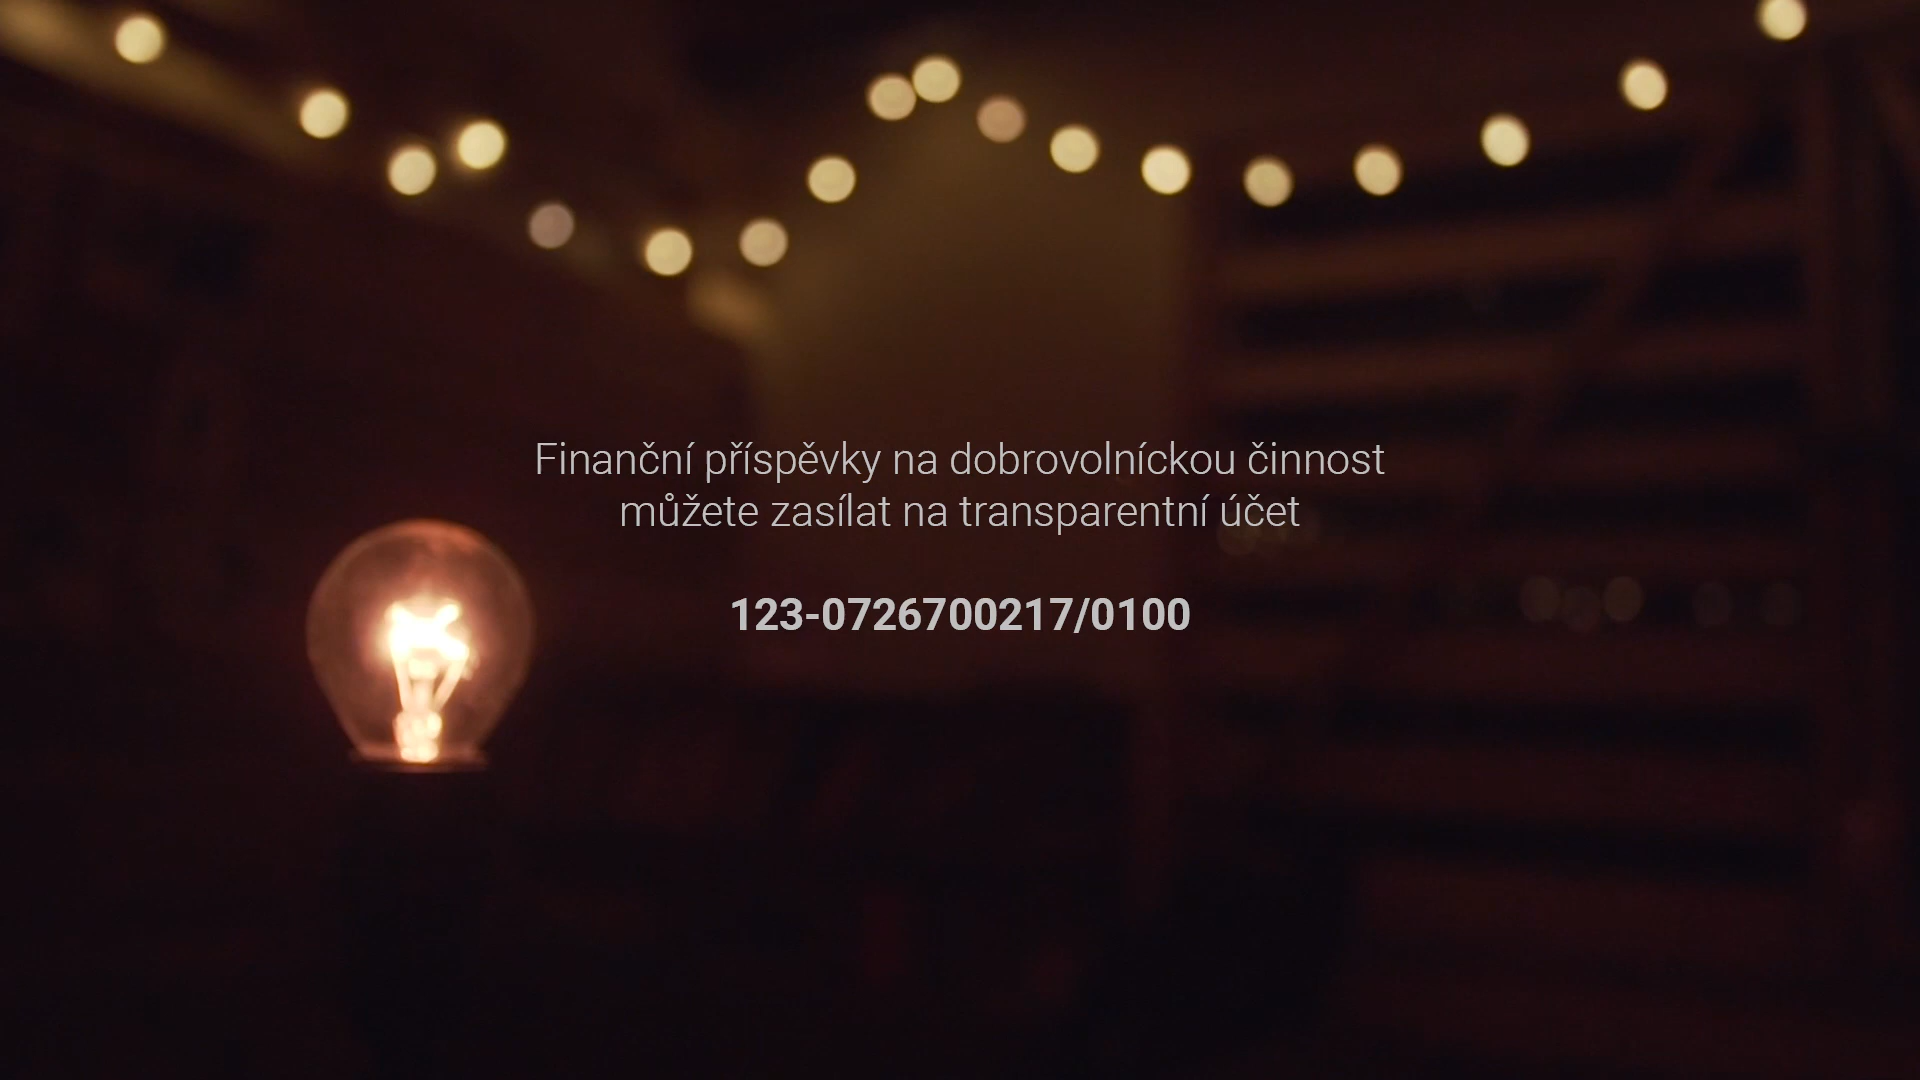 Finanční příspěvky na dobrovolníckou činnost
můžete zasílat na transparentní účet
123-0726700217/0100